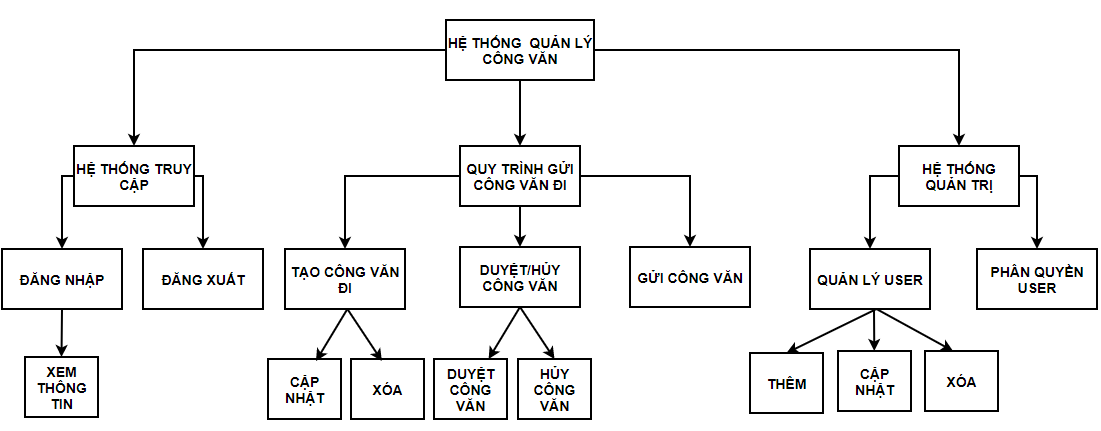 HỆ THỐNG QUẢN LÝ
CÔNG VĂN
HỆ THỐNG TRUY
CẬP
QUY TRÌNH GỬI
CÔNG VĂN ĐI
HỆ THỐNG
QUẢN TRỊ
ĐĂNG NHẬP
ĐĂNG XUẤT
TẠO CÔNG VĂN
ĐI
DUYỆT/HỦY
CÔNG VĂN
GỬI CÔNG VĂN
QUẢN LÝ USER
PHÂN QUYỀN
USER
XEM
THÔNG
TIN
CẬP
NHẬT
XÓA
DUYỆT
CÔNG
VĂN
HỦY
CÔNG
VĂN
THÊM
CẬP
NHẬT
XÓA